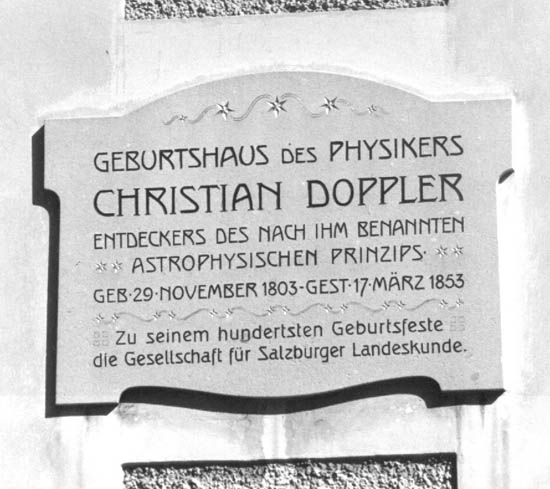 GEBURTSHAUS DES PHYSIKERS
CHRISTIAN DOPPLER
ENTDECKERS DES NACH IHM BENANNTEN
ASTROPHYSISCHEN PRINZIPS·
GEB·29·NOVEMBER 1803-GEST·17·MÄRZ 1853
Zu seinem hundertsten Geburtsfeste
die Gesellschaft für Salzburger Landeskunde.